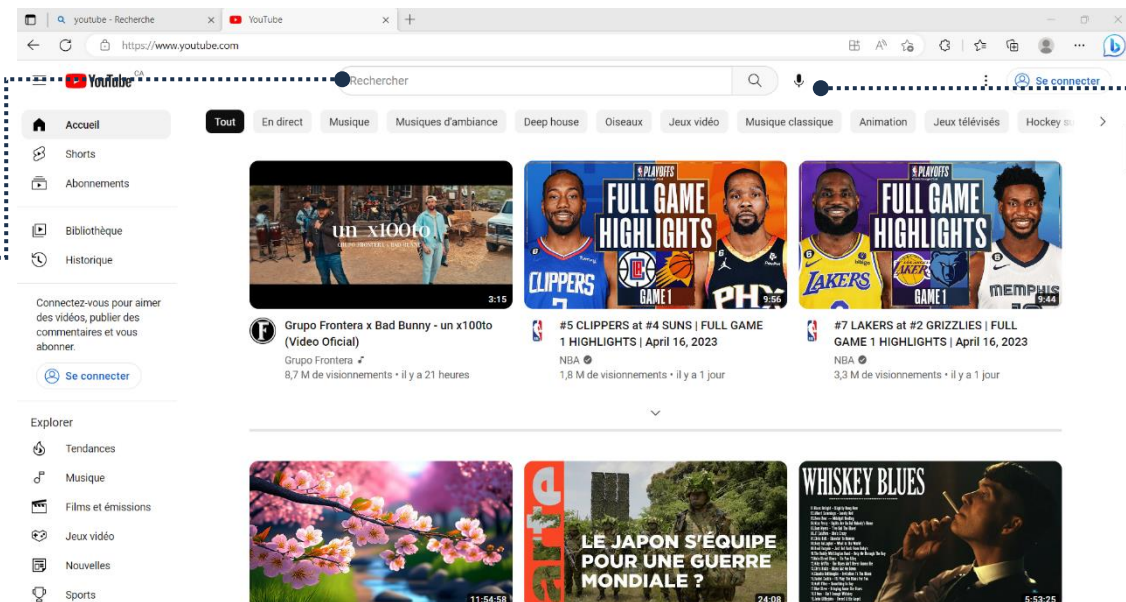 youtube - Recherche
YouTube
https://www.youtube.com
YouTube CA
Rechercher
Se connecter
Tout
En direct
Musique
Musiques d'ambiance
Deep house
Oiseaux
Jeux vidéo
Musique classique
Animation
Jeux télévisés
Hockey
Accueil
Shorts
Abonnements
Bibliothèque
Historique
Connectez-vous pour aimer
des vidéos, publier des
commentaires et vous
abonner.
Se connecter
Explorer
Tendances
Musique
Films et émissions
Jeux vidéo
Nouvelles
Sports
un x100to
GRUPO FRONTERA x BAD BUNNY
3:15
Grupo Frontera x Bad Bunny - un x100to
(Video Oficial)
Grupo Frontera
8,7 M de visionnements • il y a 21 heures
PLAYOFFS
FULL GAME
HIGHLIGHTS
CLIPPERS
GAME 1
9:56
#5 CLIPPERS at #4 SUNS | FULL GAME
1 HIGHLIGHTS | April 16, 2023
NBA
1,8 M de visionnements • il y a 1 jour
PLAYOFFS
FULL GAME
HIGHLIGHTS
LAKERS
GAME 1
MEMPHIS
9:44
#7 LAKERS at #2 GRIZZLIES | FULL
GAME 1 HIGHLIGHTS | April 16, 2023
NBA
3,3 M de visionnements • il y a 1 jour
11:54:58
arte
LE JAPON S'ÉQUIPE
POUR UNE GUERRE
MONDIALE ?
24:08
WHISKEY BLUES
5:53:25